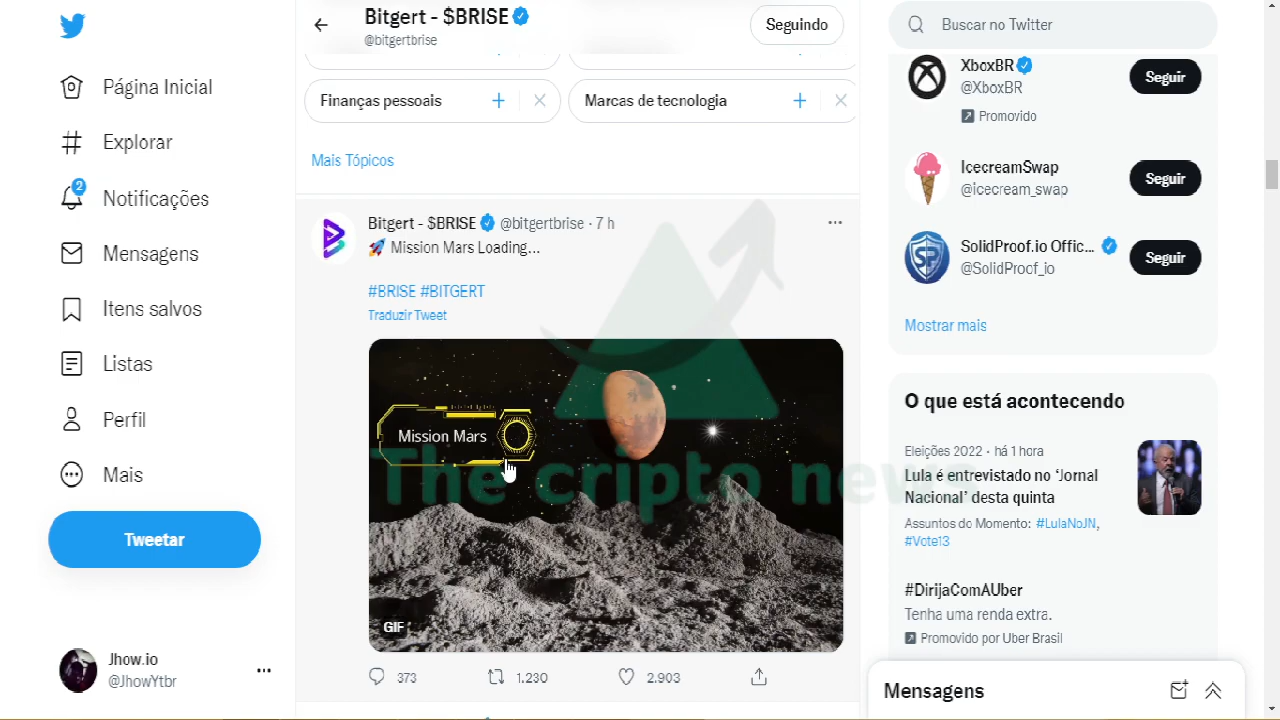 Página Inicial
Explorar
2
Notificações
Mensagens
Itens salvos
Listas
Perfil
Mais
Tweetar
Jhow.io
@JhowYtbr
Bitgert - $BRISE
@bitgertbrise
Seguindo
Finanças pessoais
Marcas de tecnologia
Mais Tópicos
Bitgert - $BRISE @bitgertbrise · 7 h
🚀 Mission Mars Loading...
#BRISE #BITGERT
Traduzir Tweet
Mission Mars
The cripto news
GIF
373
1.230
2.903
Buscar no Twitter
XboxBR
@XboxBR
Promovido
Seguir
IcecreamSwap
@icecream_swap
Seguir
SolidProof.io Offic...
@SolidProof_io
Seguir
Mostrar mais
O que está acontecendo
Eleições 2022 · há 1 hora
Lula é entrevistado no ‘Jornal
Nacional’ desta quinta
Assuntos do Momento: #LulaNoJN,
#Vote13
#DirijaComAUber
Tenha uma renda extra.
Promovido por Uber Brasil
Mensagens